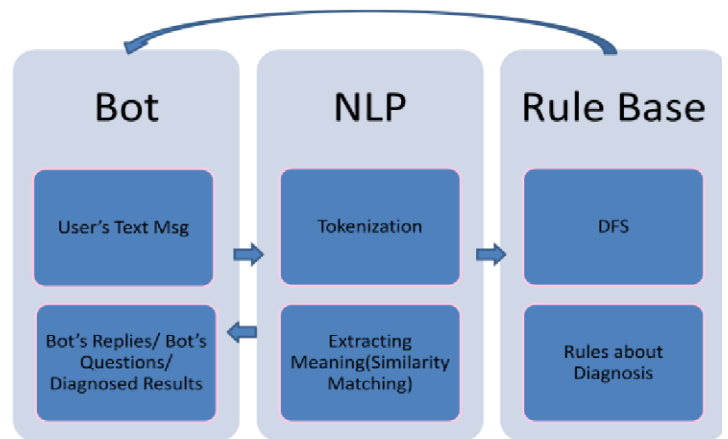 Bot
User's Text Msg
Bot's Replies/ Bot's
Questions/
Diagnosed Results
NLP
Tokenization
Extracting
Meaning(Similarity
Matching)
Rule Base
DFS
Rules about
Diagnosis